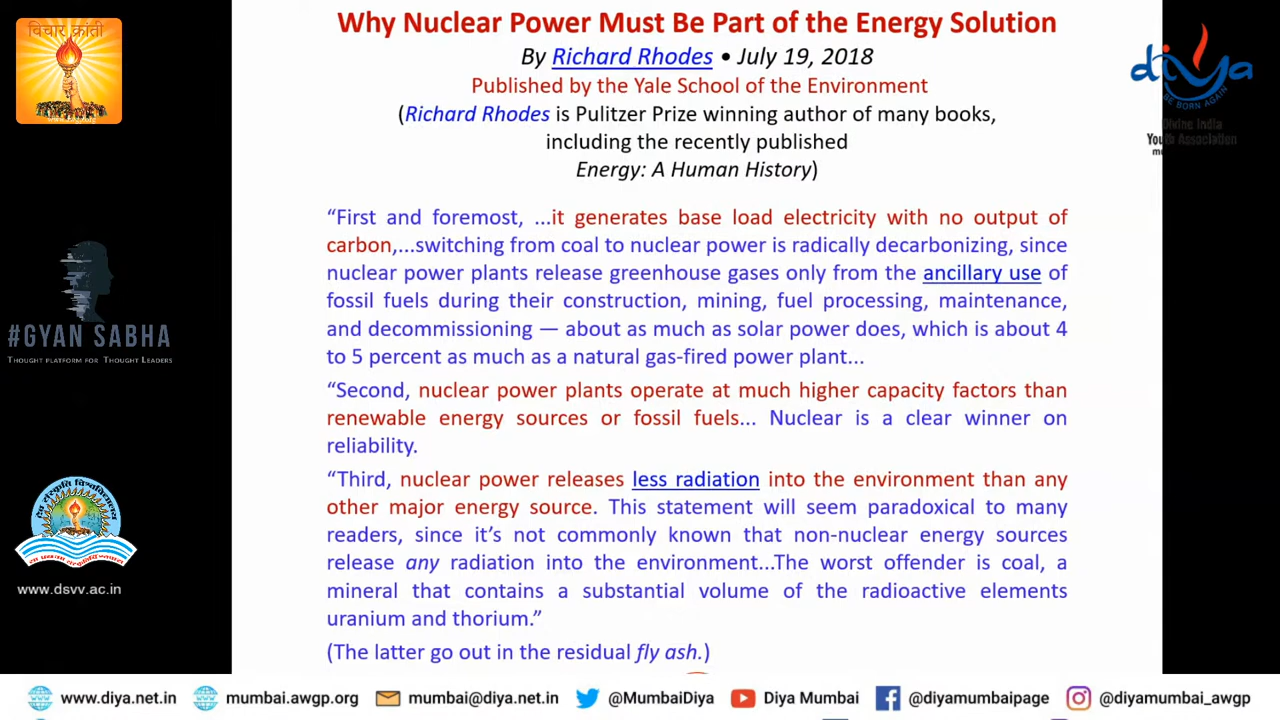 विचार क्रांती
Why Nuclear Power Must Be Part of the Energy Solution
By Richard Rhodes • July 19, 2018
Published by the Yale School of the Environment
(Richard Rhodes is Pulitzer Prize winning author of many books,
including the recently published
Energy: A Human History)
diya
BE BORN AGAIN
Divine India
Youth Association
“First and foremost, ...it generates base load electricity with no output of
carbon,...switching from coal to nuclear power is radically decarbonizing, since
nuclear power plants release greenhouse gases only from the ancillary use of
fossil fuels during their construction, mining, fuel processing, maintenance,
and decommissioning — about as much as solar power does, which is about 4
to 5 percent as much as a natural gas-fired power plant...
“Second, nuclear power plants operate at much higher capacity factors than
renewable energy sources or fossil fuels... Nuclear is a clear winner on
reliability.
“Third, nuclear power releases less radiation into the environment than any
other major energy source. This statement will seem paradoxical to many
readers, since it’s not commonly known that non-nuclear energy sources
release any radiation into the environment...The worst offender is coal, a
mineral that contains a substantial volume of the radioactive elements
uranium and thorium.”
(The latter go out in the residual fly ash.)
#GYAN SABHA
THOUGHT PLATFORM FOR THOUGHT LEADERS
www.dsvv.ac.in
www.diya.net.in
mumbai.awgp.org
mumbai@diya.net.in
@MumbaiDiya
Diya Mumbai
@diyamumbaipage
@diyamumbai_awgp